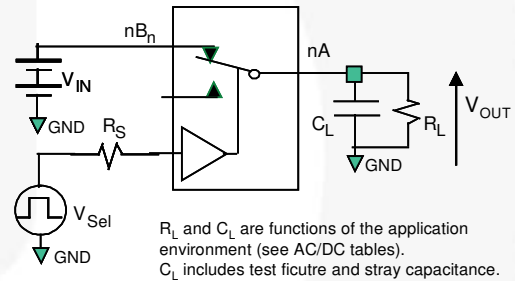 nBₙ
nA
V_IN
GND
R_S
C_L
R_L
V_OUT
GND
V_Sel
GND
R_L and C_L are functions of the application
environment (see AC/DC tables).
C_L includes test ficutre and stray capacitance.